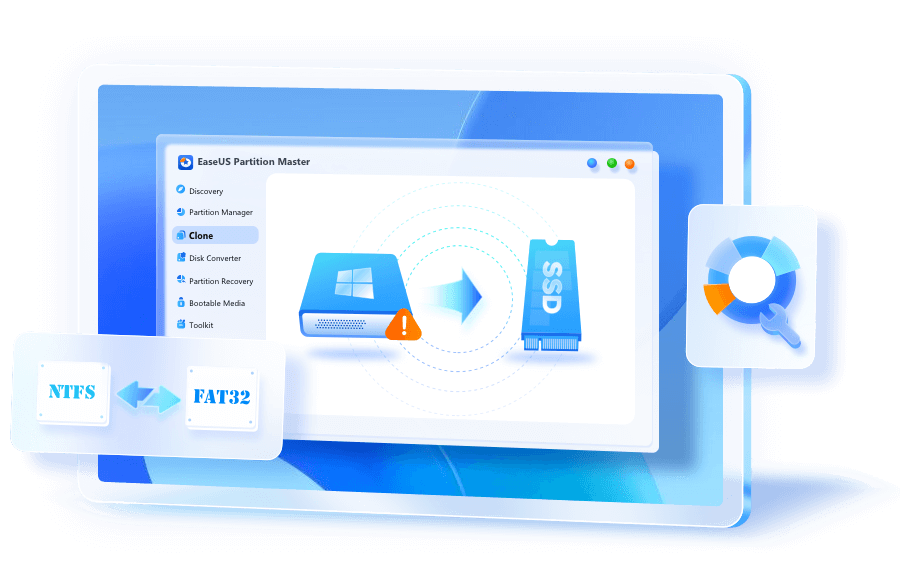 EaseUS Partition Master
Discovery
Partition Manager
Clone
Disk Converter
Partition Recovery
Bootable Media
Toolkit
SSD
NTFS
FAT32